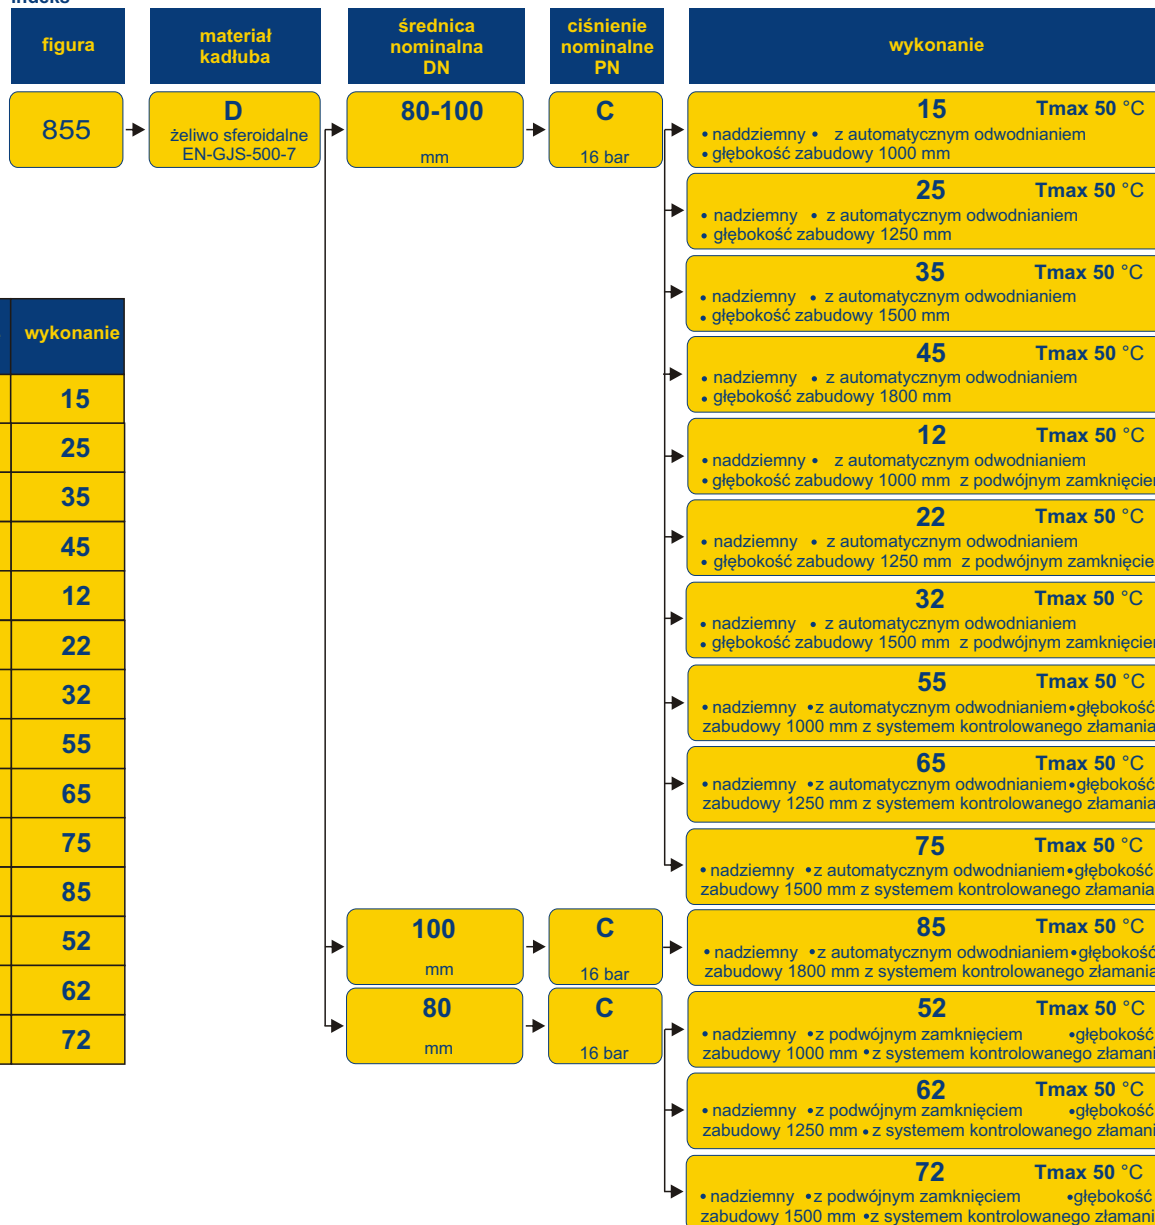 Indeks
figura
materiał
kadłuba
średnica
nominalna
DN
ciśnienie
nominalne
PN
wykonanie
855
D
żeliwo sferoidalne
EN-GJS-500-7
80-100
mm
C
16 bar
15 Tmax 50 °C
• naddziemny • z automatycznym odwodnianiem
• głębokość zabudowy 1000 mm
25 Tmax 50 °C
• nadziemny • z automatycznym odwodnianiem
• głębokość zabudowy 1250 mm
35 Tmax 50 °C
• nadziemny • z automatycznym odwodnianiem
• głębokość zabudowy 1500 mm
45 Tmax 50 °C
• nadziemny • z automatycznym odwodnianiem
• głębokość zabudowy 1800 mm
12 Tmax 50 °C
• naddziemny • z automatycznym odwodnianiem
• głębokość zabudowy 1000 mm z podwójnym zamknięcie
22 Tmax 50 °C
• nadziemny • z automatycznym odwodnianiem
• głębokość zabudowy 1250 mm z podwójnym zamknięcie
32 Tmax 50 °C
• nadziemny • z automatycznym odwodnianiem
• głębokość zabudowy 1500 mm z podwójnym zamknięcie
55 Tmax 50 °C
• nadziemny •z automatycznym odwodnianiem•głębokość
zabudowy 1000 mm z systemem kontrolowanego złamania
65 Tmax 50 °C
• nadziemny •z automatycznym odwodnianiem•głębokość
zabudowy 1250 mm z systemem kontrolowanego złamania
75 Tmax 50 °C
• nadziemny •z automatycznym odwodnianiem•głębokość
zabudowy 1500 mm z systemem kontrolowanego złamania
100
mm
C
16 bar
85 Tmax 50 °C
• nadziemny •z automatycznym odwodnianiem•głębokość
zabudowy 1800 mm z systemem kontrolowanego złamania
80
mm
C
16 bar
52 Tmax 50 °C
• nadziemny •z podwójnym zamknięciem •głębokość
zabudowy 1000 mm •z systemem kontrolowanego złamani
62 Tmax 50 °C
• nadziemny •z podwójnym zamknięciem •głębokość
zabudowy 1250 mm • z systemem kontrolowanego złamani
72 Tmax 50 °C
• nadziemny •z podwójnym zamknięciem •głębokość
zabudowy 1500 mm •z systemem kontrolowanego złamani
wykonanie
15
25
35
45
12
22
32
55
65
75
85
52
62
72